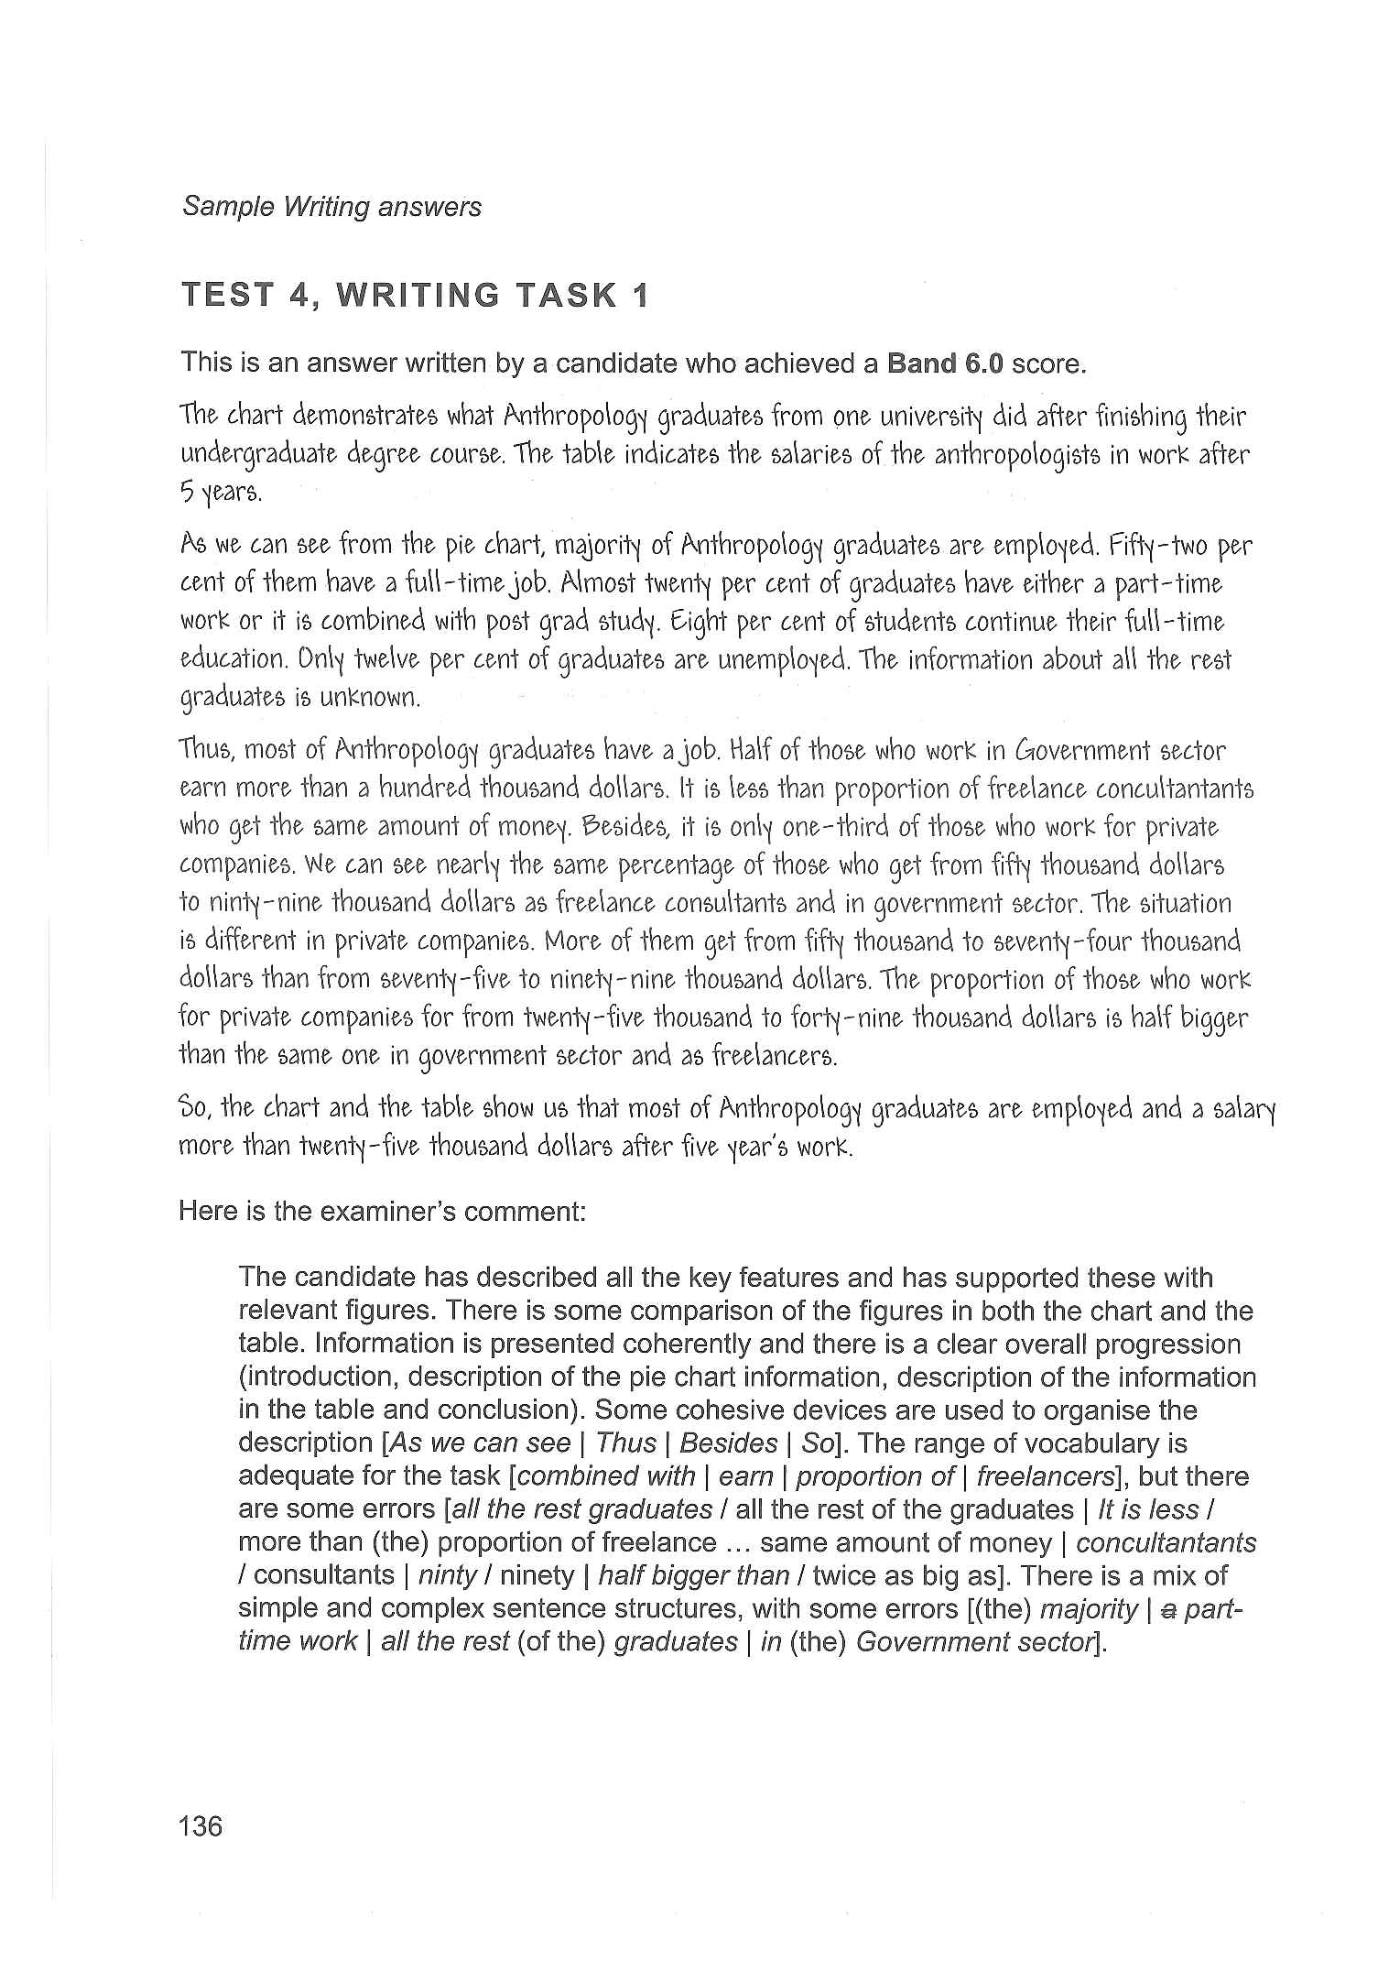 Sample Writing answers
TEST 4, WRITING TASK 1
This is an answer written by a candidate who achieved a Band 6.0 score.
The chart demonstrates what Anthropology graduates from one university did after finishing their
undergraduate degree course. The table indicates the salaries of the anthropologists in work after
5 years.
As we can see from the pie chart, majority of Anthropology graduates are employed. Fifty-two per
cent of them have a full-time job. Almost twenty per cent of graduates have either a part-time
work or it is combined with post grad study. Eight per cent of students continue their full-time
education. Only twelve per cent of graduates are unemployed. The information about all the rest
graduates is unknown.
Thus, most of Anthropology graduates have a job. Half of those who work in Government sector
earn more than a hundred thousand dollars. It is less than proportion of freelance concultantants
who get the same amount of money. Besides, it is only one-third of those who work for private
companies. We can see nearly the same percentage of those who get from fifty thousand dollars
to ninty-nine thousand dollars as freelance consultants and in government sector. The situation
is different in private companies. More of them get from fifty thousand to seventy-four thousand
dollars than from seventy-five to ninety-nine thousand dollars. The proportion of those who work
for private companies for from twenty-five thousand to forty-nine thousand dollars is half bigger
than the same one in government sector and as freelancers.
So, the chart and the table show us that most of Anthropology graduates are employed and a salary
more than twenty-five thousand dollars after five year's work.
Here is the examiner's comment:
The candidate has described all the key features and has supported these with
relevant figures. There is some comparison of the figures in both the chart and the
table. Information is presented coherently and there is a clear overall progression
(introduction, description of the pie chart information, description of the information
in the table and conclusion). Some cohesive devices are used to organise the
description [As we can see | Thus | Besides | So]. The range of vocabulary is
adequate for the task [combined with | earn | proportion of | freelancers], but there
are some errors [all the rest graduates / all the rest of the graduates | It is less /
more than (the) proportion of freelance ... same amount of money | concultantants
/ consultants | ninty / ninety | half bigger than / twice as big as]. There is a mix of
simple and complex sentence structures, with some errors [(the) majority | a part-
time work | all the rest (of the) graduates | in (the) Government sector].
136